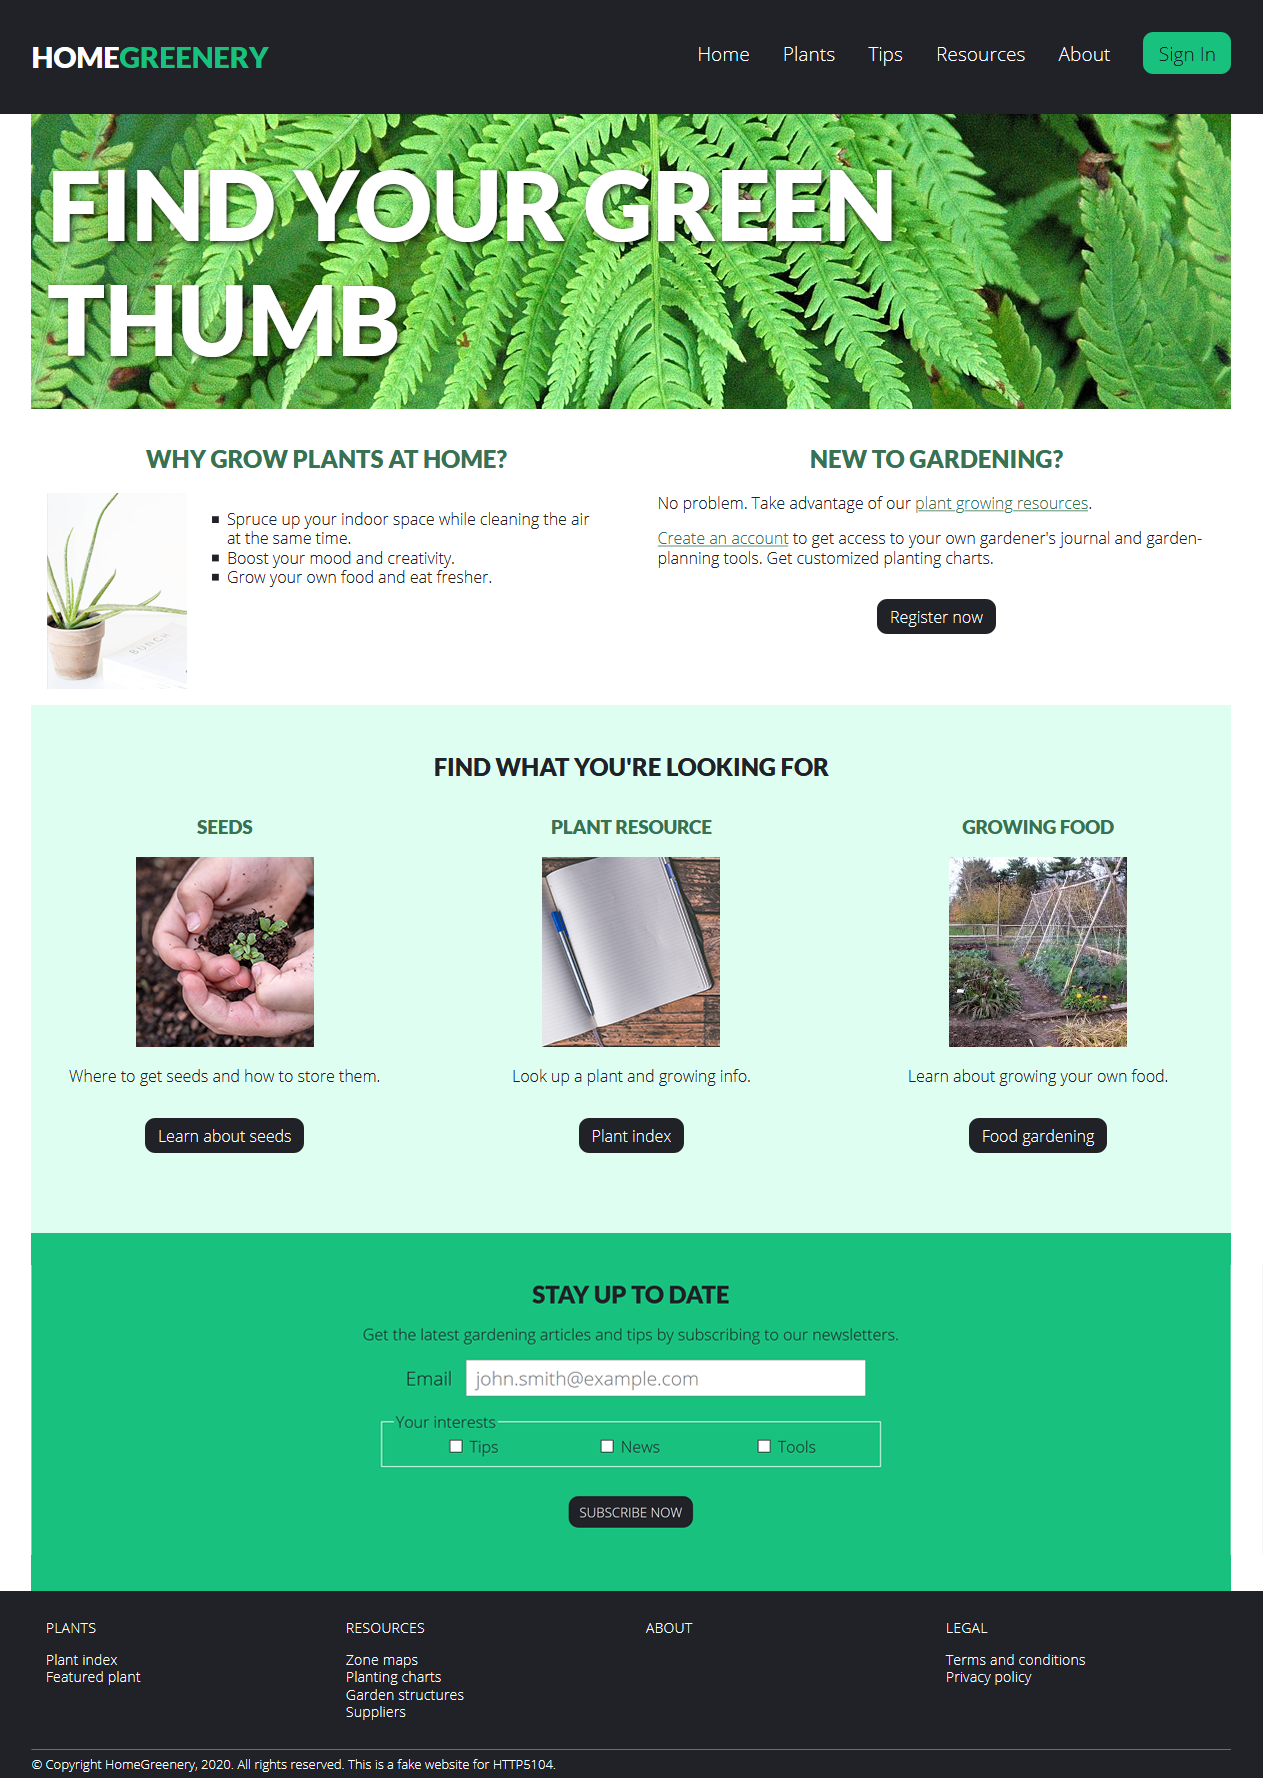 HOMEGREENERY
Home Plants Tips Resources About Sign In
FIND YOUR GREEN
THUMB
WHY GROW PLANTS AT HOME?
Spruce up your indoor space while cleaning the air
at the same time.
Boost your mood and creativity.
Grow your own food and eat fresher.
BUNCH
NEW TO GARDENING?
No problem. Take advantage of our plant growing resources.
Create an account to get access to your own gardener's journal and garden-
planning tools. Get customized planting charts.
Register now
FIND WHAT YOU'RE LOOKING FOR
SEEDS
Where to get seeds and how to store them.
Learn about seeds
PLANT RESOURCE
Look up a plant and growing info.
Plant index
GROWING FOOD
Learn about growing your own food.
Food gardening
STAY UP TO DATE
Get the latest gardening articles and tips by subscribing to our newsletters.
Email john.smith@example.com
Your interests
Tips News Tools
SUBSCRIBE NOW
PLANTS
Plant index
Featured plant
RESOURCES
Zone maps
Planting charts
Garden structures
Suppliers
ABOUT
LEGAL
Terms and conditions
Privacy policy
© Copyright HomeGreenery, 2020. All rights reserved. This is a fake website for HTTP5104.